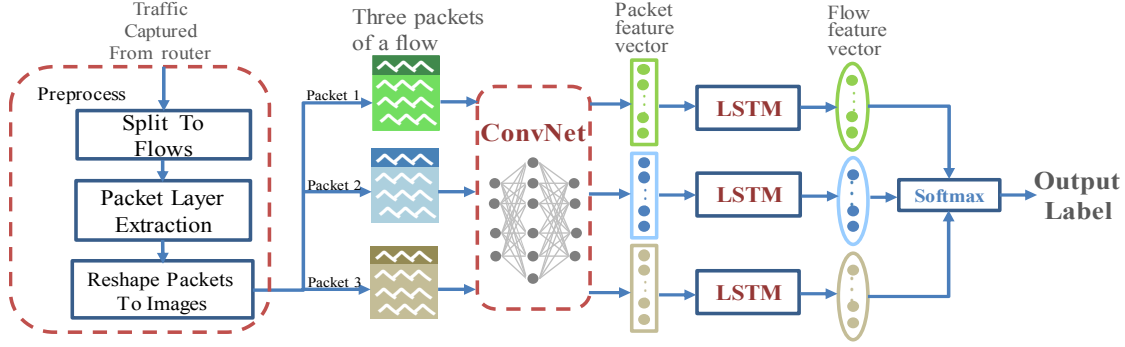 Traffic
Captured
From router
Preprocess
Split To
Flows
Packet Layer
Extraction
Reshape Packets
To Images
Three packets
of a flow
Packet 1
Packet 2
Packet 3
ConvNet
Packet
feature
vector
LSTM
LSTM
LSTM
Flow
feature
vector
Softmax
Output
Label